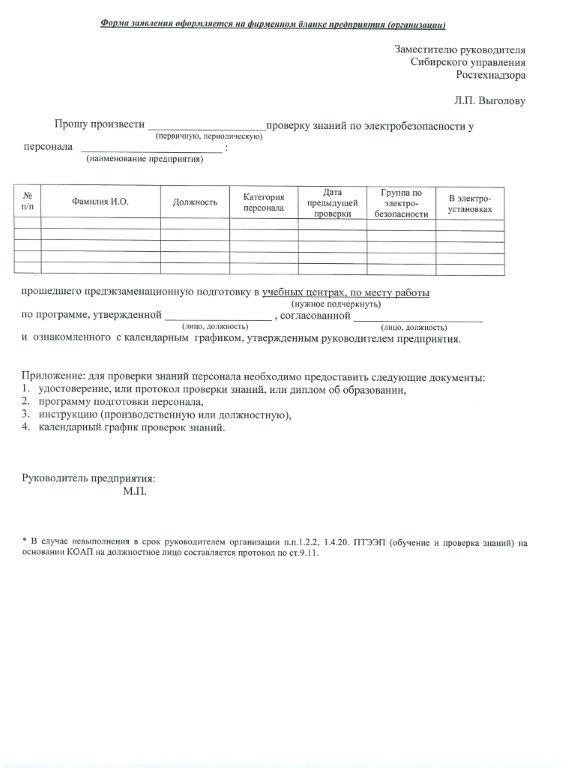 Форма заявления оформляется на фирменном бланке предприятия (организации)
Заместителю руководителя
Сибирского управления
Ростехнадзора
Л.П. Выголову
Прошу произвести ____________________проверку знаний по электробезопасности у
(первичную, периодическую)
персонала ________________________ :
(наименование предприятия)
№ п/п Фамилия И.О. Должность Категория персонала Дата предыдущей проверки Группа по электро-безопасности В электро-установках
прошедшего предэкзаменационную подготовку в учебных центрах, по месту работы
(нужное подчеркнуть)
по программе, утвержденной ___________________ , согласованной _______________________
(лицо, должность) (лицо, должность)
и ознакомленного с календарным графиком, утвержденным руководителем предприятия.
Приложение: для проверки знаний персонала необходимо предоставить следующие документы:
1. удостоверение, или протокол проверки знаний, или диплом об образовании,
2. программу подготовки персонала,
3. инструкцию (производственную или должностную),
4. календарный график проверок знаний.
Руководитель предприятия:
М.П.
* В случае невыполнения в срок руководителем организации п.п.1.2.2, 1.4.20. ПТЭЭП (обучение и проверка знаний) на
основании КОАП на должностное лицо составляется протокол по ст.9.11.